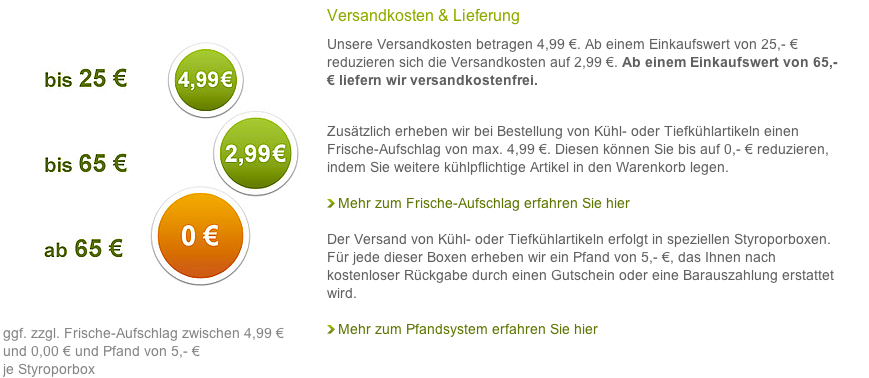 bis 25 €
4,99 €
bis 65 €
2,99 €
ab 65 €
0 €
ggf. zzgl. Frische-Aufschlag zwischen 4,99 €
und 0,00 € und Pfand von 5,- €
je Styroporbox
Versandkosten & Lieferung
Unsere Versandkosten betragen 4,99 €. Ab einem Einkaufswert von 25,- €
reduzieren sich die Versandkosten auf 2,99 €. Ab einem Einkaufswert von 65,-
€ liefern wir versandkostenfrei.
Zusätzlich erheben wir bei Bestellung von Kühl- oder Tiefkühlartikeln einen
Frische-Aufschlag von max. 4,99 €. Diesen können Sie bis auf 0,- € reduzieren,
indem Sie weitere kühlpflichtige Artikel in den Warenkorb legen.
Mehr zum Frische-Aufschlag erfahren Sie hier
Der Versand von Kühl- oder Tiefkühlartikeln erfolgt in speziellen Styroporboxen.
Für jede dieser Boxen erheben wir ein Pfand von 5,- €, das Ihnen nach
kostenloser Rückgabe durch einen Gutschein oder eine Barauszahlung erstattet
wird.
Mehr zum Pfandsystem erfahren Sie hier